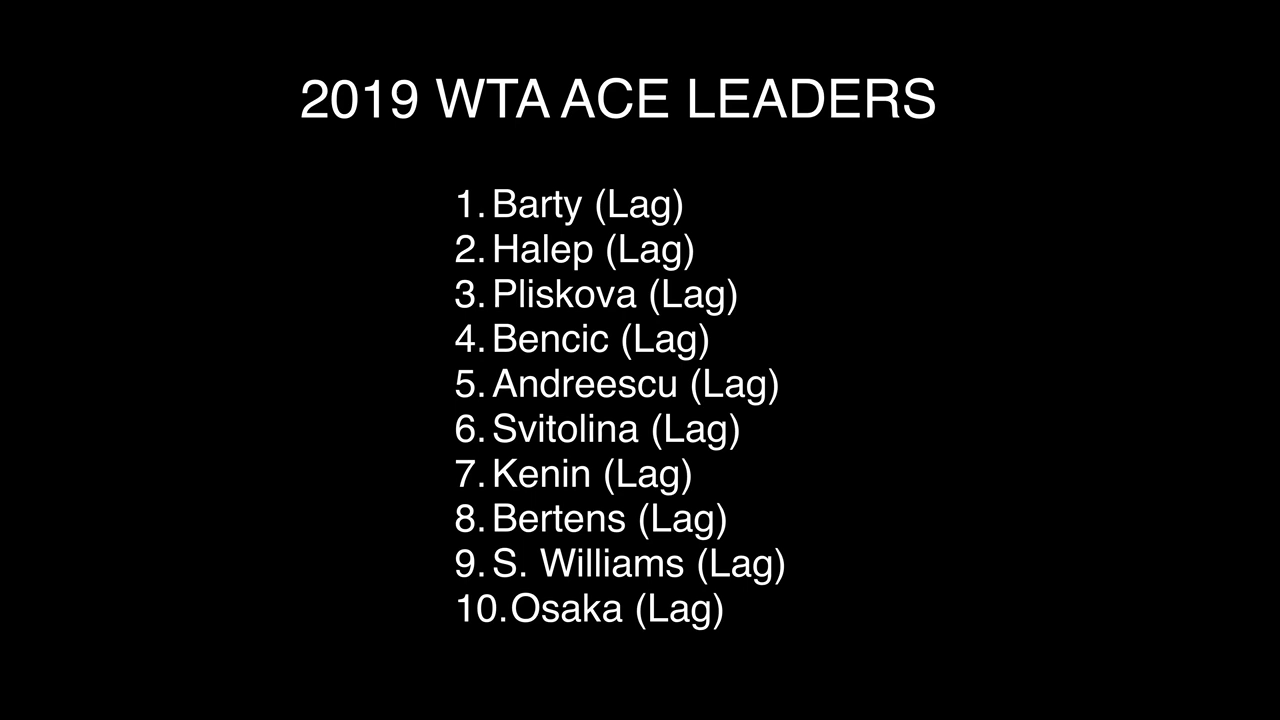 2019 WTA ACE LEADERS
1. Barty (Lag)
2. Halep (Lag)
3. Pliskova (Lag)
4. Bencic (Lag)
5. Andreescu (Lag)
6. Svitolina (Lag)
7. Kenin (Lag)
8. Bertens (Lag)
9. S. Williams (Lag)
10. Osaka (Lag)